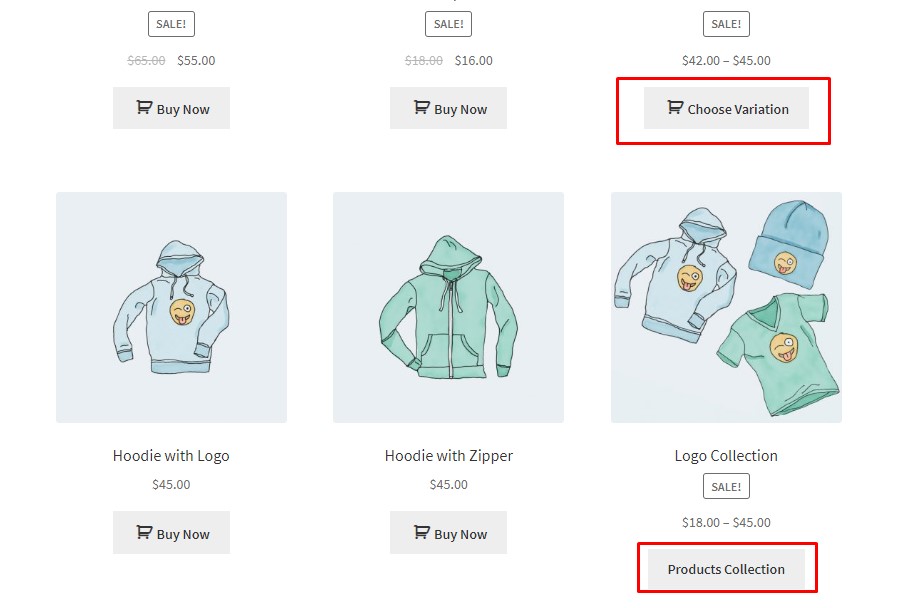 SALE! SALE! SALE!
$65.00 $55.00 $18.00 $16.00 $42.00 – $45.00
Buy Now Buy Now Choose Variation
Hoodie with Logo Hoodie with Zipper Logo Collection
$45.00 $45.00 SALE!
$18.00 – $45.00
Buy Now Buy Now
Products Collection